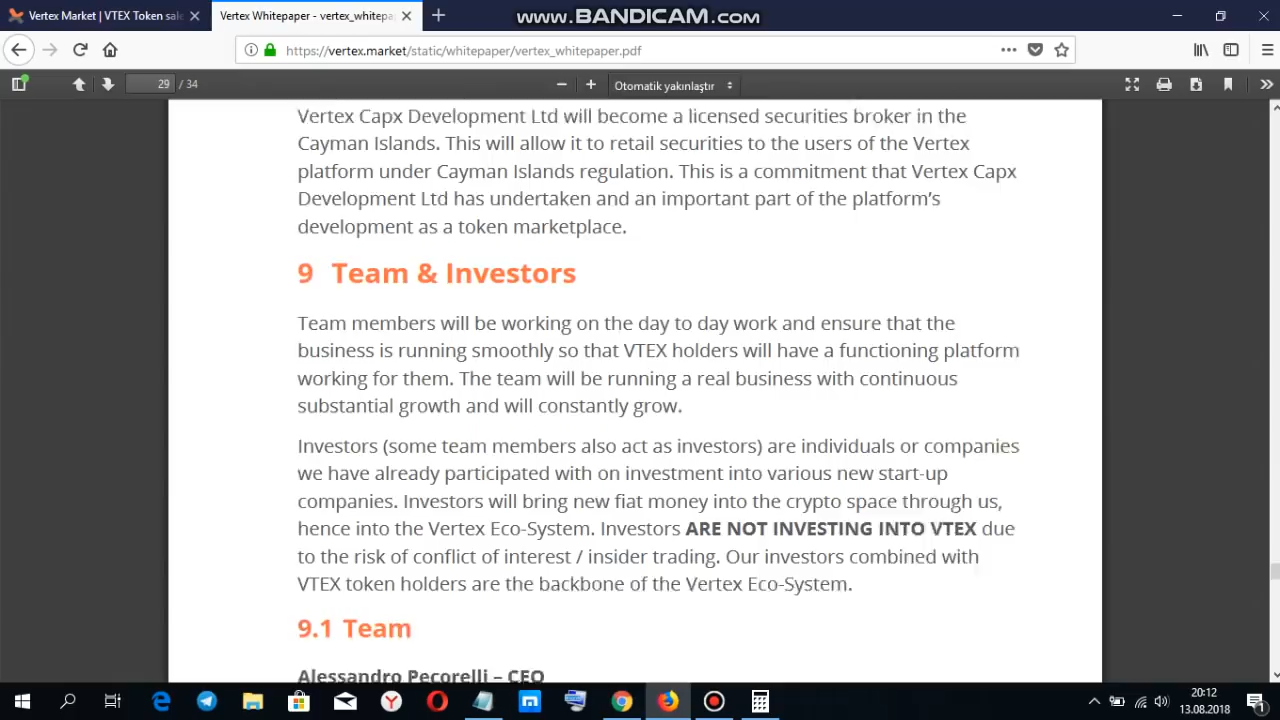 Vertex Market | VTEX Token sal
Vertex Whitepaper - vertex_whitepa
www.BANDICAM.com
https://vertex.market/static/whitepaper/vertex_whitepaper.pdf
29 / 34
Otomatik yakınlaştır
Vertex Capx Development Ltd will become a licensed securities broker in the
Cayman Islands. This will allow it to retail securities to the users of the Vertex
platform under Cayman Islands regulation. This is a commitment that Vertex Capx
Development Ltd has undertaken and an important part of the platform's
development as a token marketplace.
9 Team & Investors
Team members will be working on the day to day work and ensure that the
business is running smoothly so that VTEX holders will have a functioning platform
working for them. The team will be running a real business with continuous
substantial growth and will constantly grow.
Investors (some team members also act as investors) are individuals or companies
we have already participated with on investment into various new start-up
companies. Investors will bring new fiat money into the crypto space through us,
hence into the Vertex Eco-System. Investors ARE NOT INVESTING INTO VTEX due
to the risk of conflict of interest / insider trading. Our investors combined with
VTEX token holders are the backbone of the Vertex Eco-System.
9.1 Team
Alessandro Pecorelli – CEO
20:12
13.08.2018
1